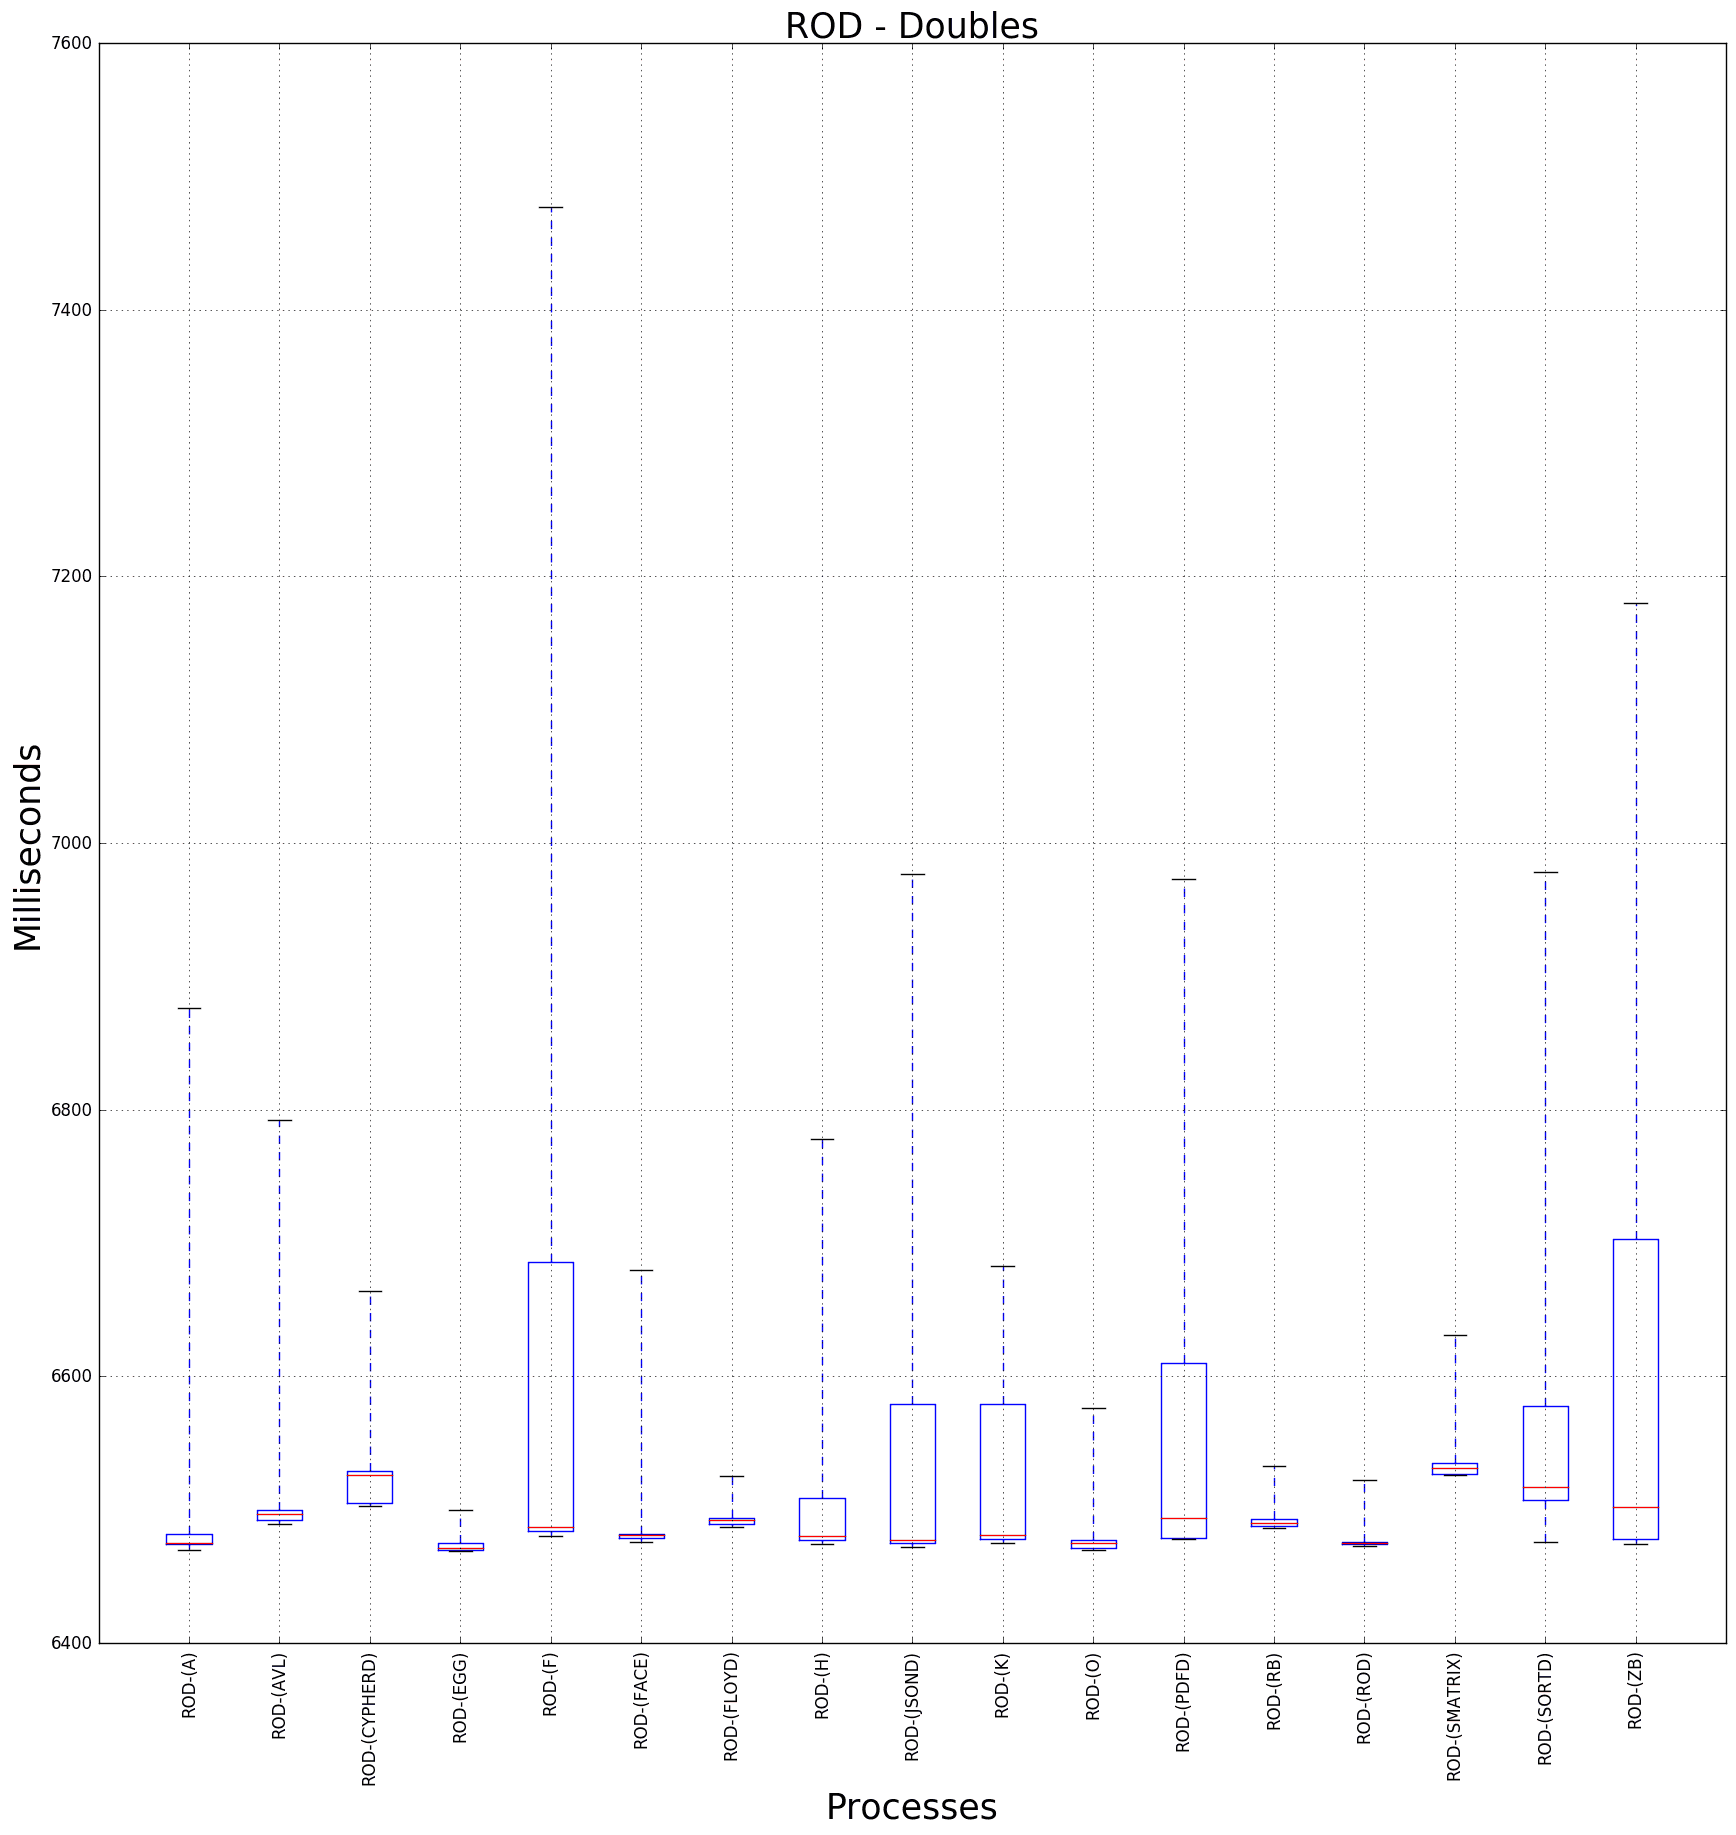 ROD - Doubles
7600
7400
7200
7000
6800
6600
6400
Milliseconds
ROD-(A)
ROD-(AVL)
ROD-(CYPHERD)
ROD-(EGG)
ROD-(F)
ROD-(FACE)
ROD-(FLOYD)
ROD-(H)
ROD-(JSOND)
ROD-(K)
ROD-(O)
ROD-(PDFD)
ROD-(RB)
ROD-(ROD)
ROD-(SMATRIX)
ROD-(SORTD)
ROD-(ZB)
Processes